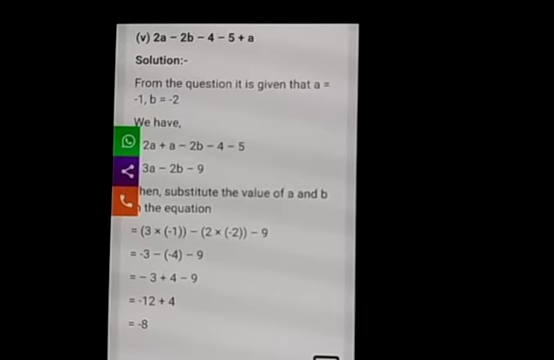 (v) 2a – 2b – 4 – 5 + a
Solution:-
From the question it is given that a =
-1, b = -2
We have,
2a + a – 2b – 4 – 5
3a – 2b – 9
hen, substitute the value of a and b
the equation
= (3 × (-1)) – (2 × (-2)) – 9
= -3 – (-4) – 9
= – 3 + 4 – 9
= -12 + 4
= -8